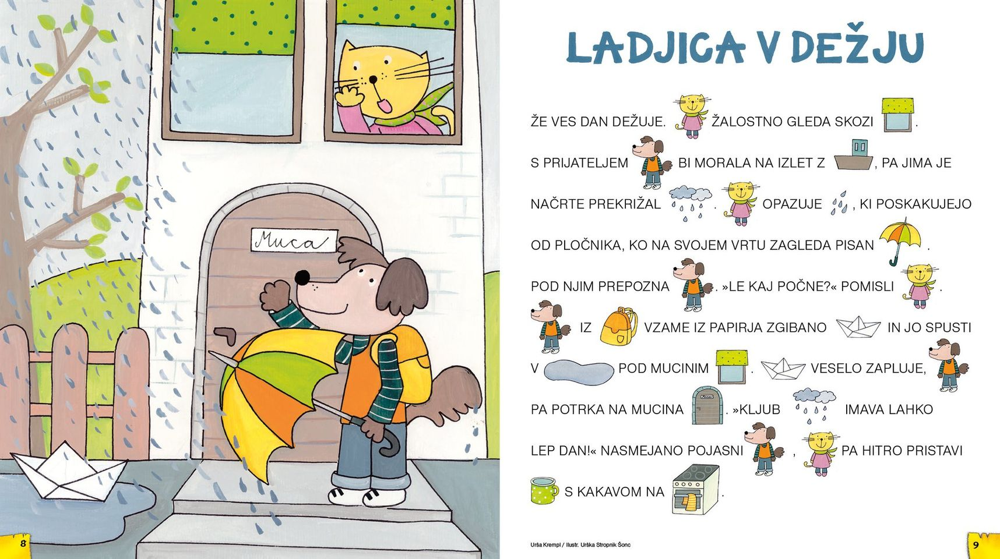 Muca
8
LADJICA V DEŽJU
ŽE VES DAN DEŽUJE. ŽALOSTNO GLEDA SKOZI .
S PRIJATELJEM BI MORALA NA IZLET Z , PA JIMA JE
NAČRTE PREKRIŽAL . OPAZUJE , KI POSKAKUJEJO
OD PLOČNIKA, KO NA SVOJEM VRTU ZAGLEDA PISAN .
POD NJIM PREPOZNA . »LE KAJ POČNE?« POMISLI .
IZ VZAME IZ PAPIRJA ZGIBANO IN JO SPUSTI
V POD MUCINIM . VESELO ZAPLUJE,
PA POTRKA NA MUCINA . »KLJUB IMAVA LAHKO
LEP DAN!« NASMEJANO POJASNI , PA HITRO PRISTAVI
S KAKAVOM NA .
Urša Krempl / Ilustr. Urška Stropnik Šonc
9